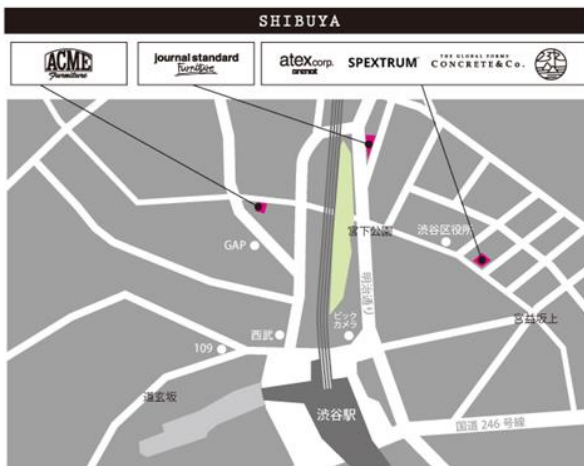 SHIBUYA
ACME
Furniture
journal standard
Furniture
atex corp.
SPEXTRUM
THE GLOBAL FORMS
CONCRETE&Co.
宮下公園
渋谷区役所
GAP
明治通り
西武
ビック
カメラ
宮益坂上
109
道玄坂
渋谷駅
国道 246 号線